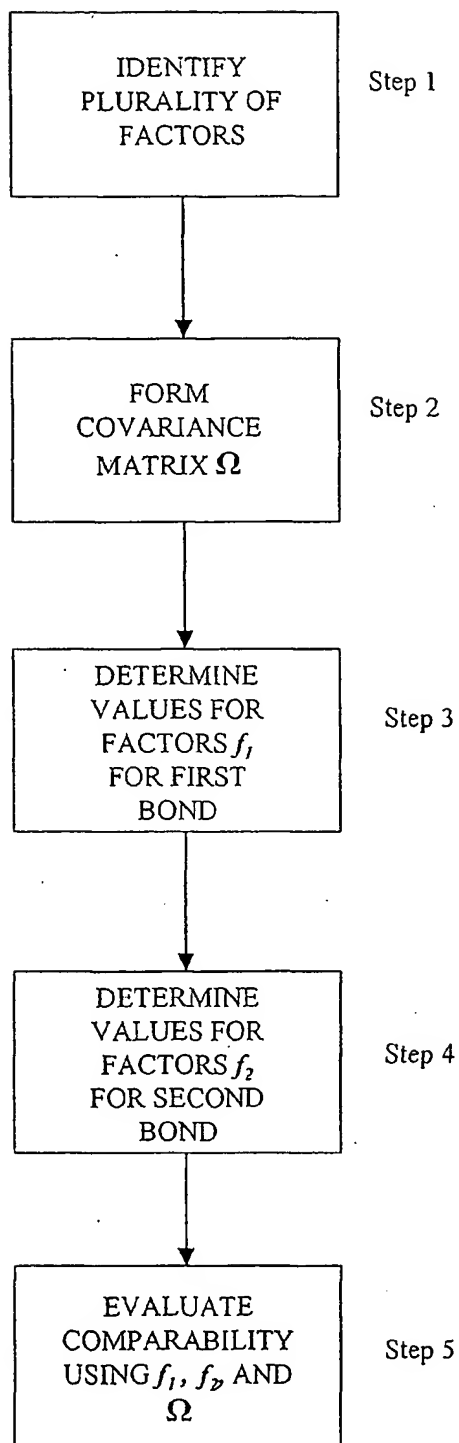 IDENTIFY
PLURALITY OF
FACTORS
Step 1
FORM
COVARIANCE
MATRIX Ω
Step 2
DETERMINE
VALUES FOR
FACTORS f₁
FOR FIRST
BOND
Step 3
DETERMINE
VALUES FOR
FACTORS f₂
FOR SECOND
BOND
Step 4
EVALUATE
COMPARABILITY
USING f₁, f₂, AND
Ω
Step 5